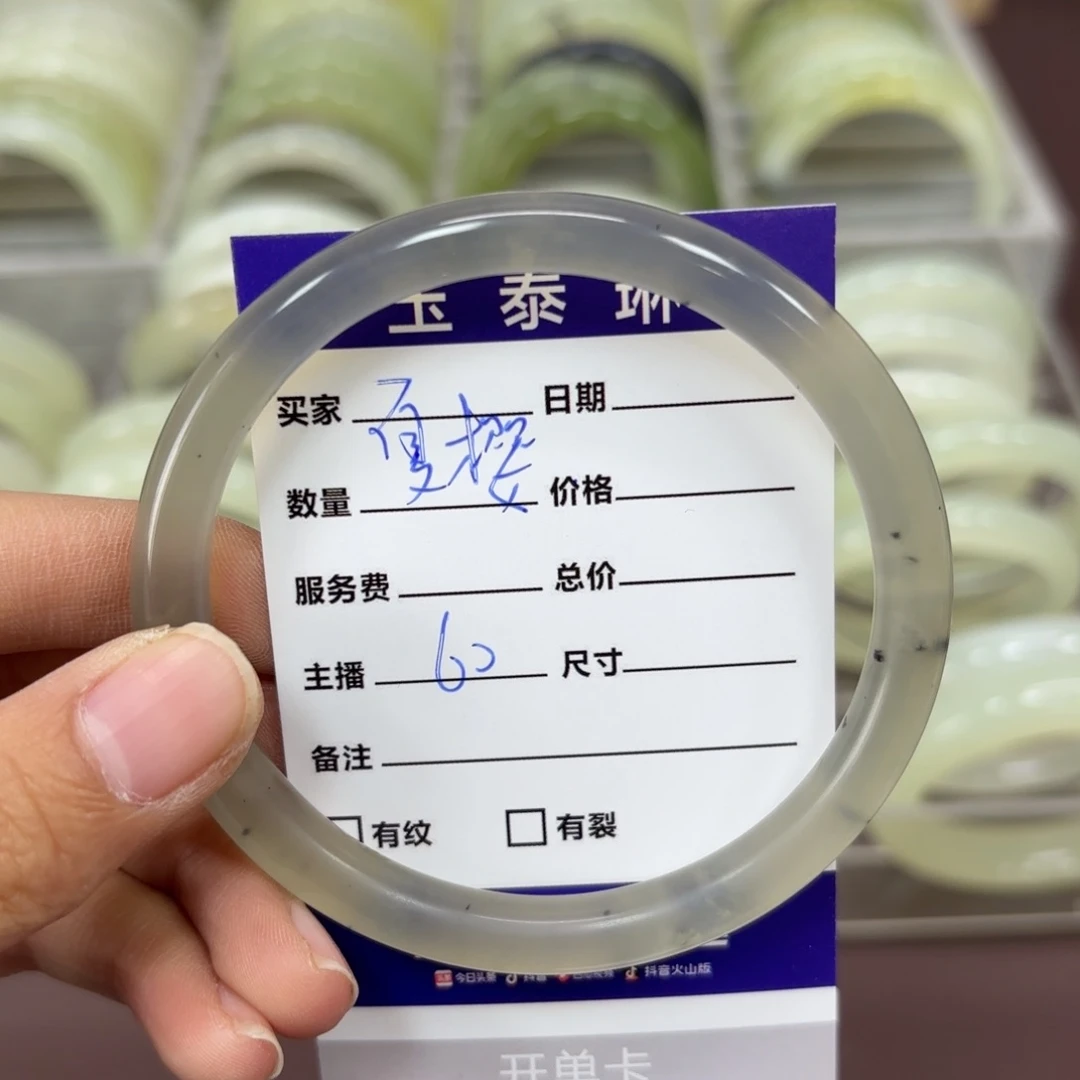 玉泰琳
买家 夏樱 日期
数量 价格
服务费 总价
主播 60 尺寸
备注
有纹 有裂
今日头条 抖音 抖音火山版
开单卡